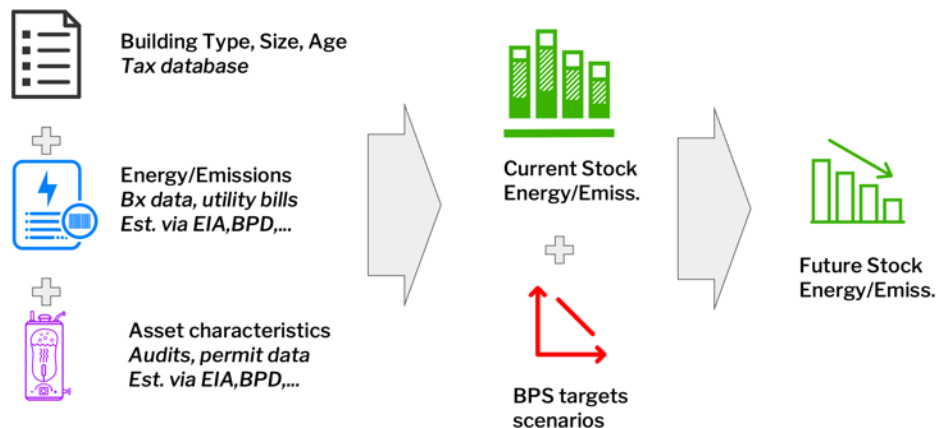 Building Type, Size, Age
Tax database
Energy/Emissions
Bx data, utility bills
Est. via EIA,BPD,...
Asset characteristics
Audits, permit data
Est. via EIA,BPD,...
Current Stock
Energy/Emiss.
BPS targets
scenarios
Future Stock
Energy/Emiss.